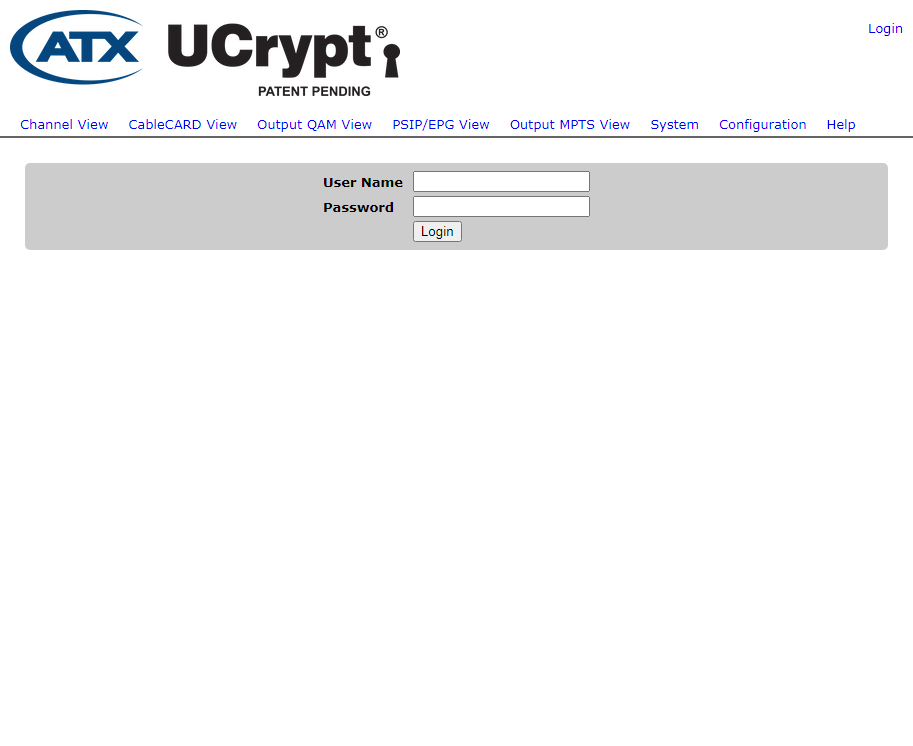 ATX UCrypt®
PATENT PENDING
Login
Channel View CableCARD View Output QAM View PSIP/EPG View Output MPTS View System Configuration Help
User Name
Password
Login